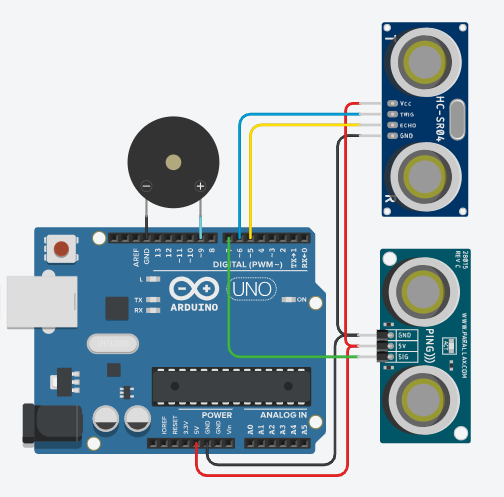 T
VCC
TRIG
ECHO
GND
HC-SR04
R
AREF
GND
13
12
~11
~10
~9
8
7
~6
~5
4
~3
2
TX→1
RX←0
DIGITAL (PWM~)
L
TX
RX
ARDUINO
UNO
ON
POWER
ANALOG IN
IOREF
RESET
3.3V
5V
GND
GND
Vin
A0
A1
A2
A3
A4
A5
28015
REV C
WWW.PARALLAX.COM
PING)))
ACT
GND
5V
SIG